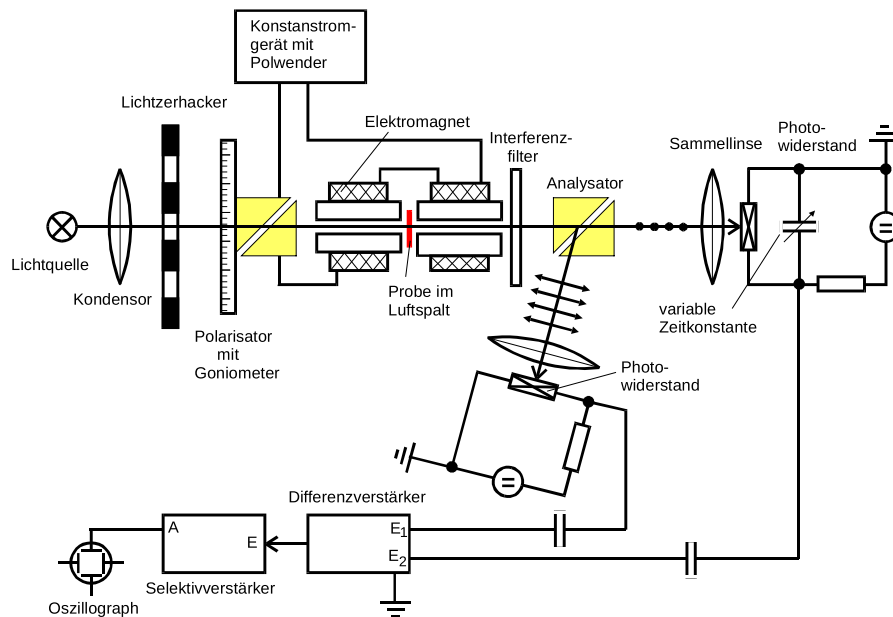 Konstanstrom-
gerät mit
Polwender
Lichtzerhacker
Elektromagnet
Interferenz-
filter
Analysator
Sammellinse
Photo-
widerstand
Lichtquelle
Kondensor
Polarisator
mit
Goniometer
Probe im
Luftspalt
variable
Zeitkonstante
Photo-
widerstand
Differenzverstärker
A
E
E1
E2
Selektivverstärker
Oszillograph